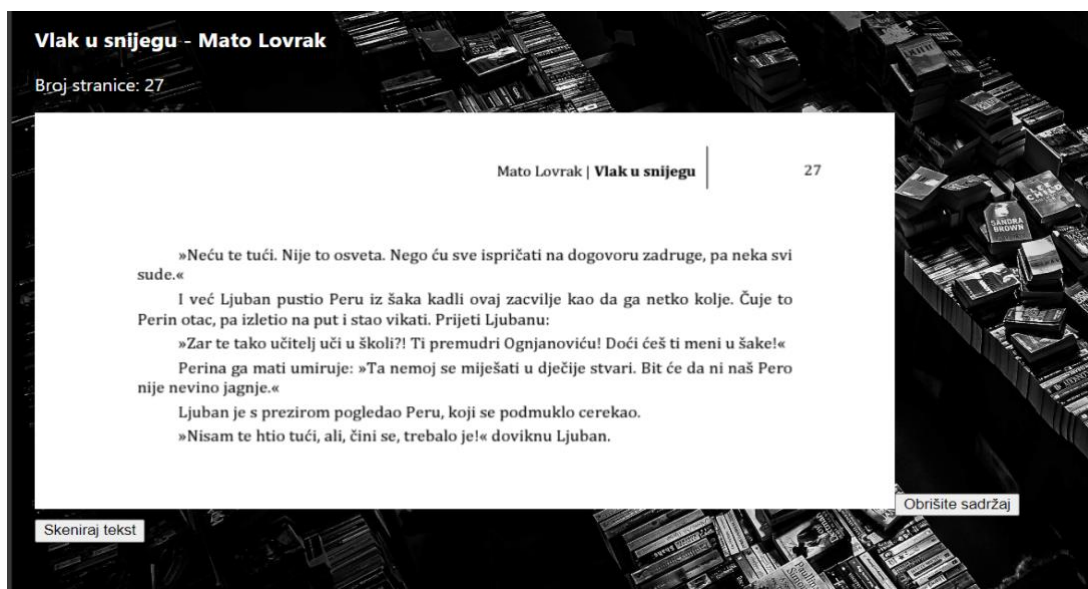 Vlak u snijegu - Mato Lovrak
Broj stranice: 27
Mato Lovrak | Vlak u snijegu 27
»Neću te tući. Nije to osveta. Nego ću sve ispričati na dogovoru zadruge, pa neka svi
sude.«
I već Ljuban pustio Peru iz šaka kadli ovaj zacvilje kao da ga netko kolje. Čuje to
Perin otac, pa izletio na put i stao vikati. Prijeti Ljubanu:
»Zar te tako učitelj uči u školi?! Ti premudri Ognjanoviću! Doći ćeš ti meni u šake!«
Perina ga mati umiruje: »Ta nemoj se miješati u dječije stvari. Bit će da ni naš Pero
nije nevino jagnje.«
Ljuban je s prezirom pogledao Peru, koji se podmuklo cerekao.
»Nisam te htio tući, ali, čini se, trebalo je!« doviknu Ljuban.
Obrišite sadržaj
Skeniraj tekst
LEE
CHILD
SANDRA
BROWN